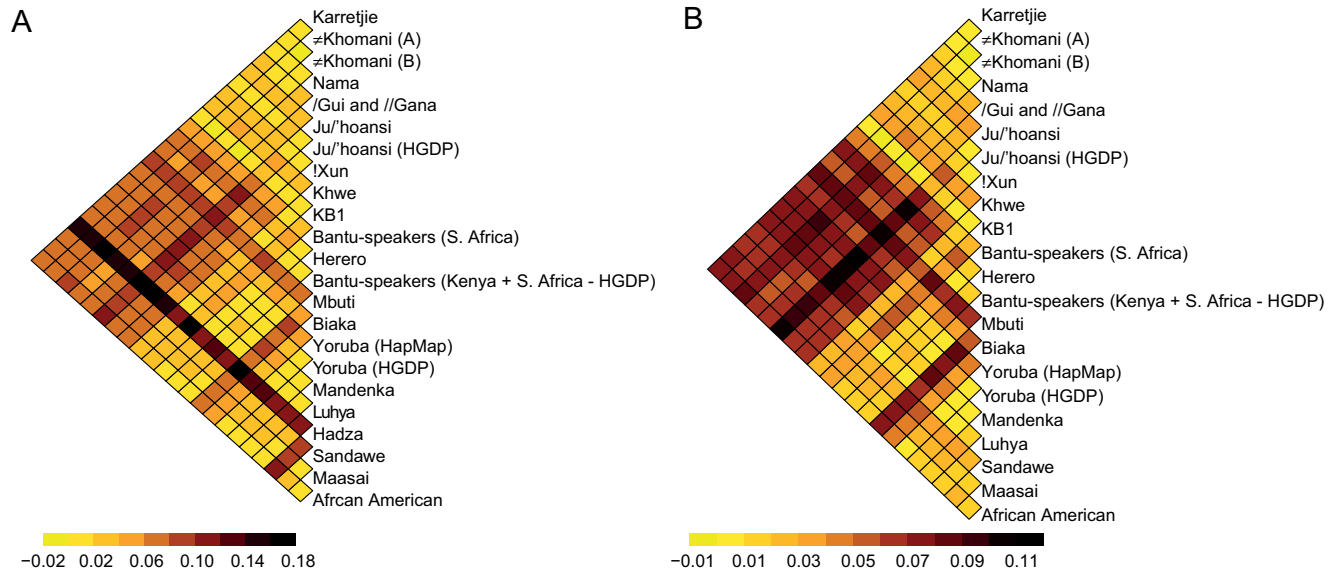 A
Karretjie
≠Khomani (A)
≠Khomani (B)
Nama
/Gui and //Gana
Ju/'hoansi
Ju/'hoansi (HGDP)
!Xun
Khwe
KB1
Bantu-speakers (S. Africa)
Herero
Bantu-speakers (Kenya + S. Africa - HGDP)
Mbuti
Biaka
Yoruba (HapMap)
Yoruba (HGDP)
Mandenka
Luhya
Hadza
Sandawe
Maasai
Afrcan American
−0.02 0.02 0.06 0.10 0.14 0.18
B
Karretjie
≠Khomani (A)
≠Khomani (B)
Nama
/Gui and //Gana
Ju/'hoansi
Ju/'hoansi (HGDP)
!Xun
Khwe
KB1
Bantu-speakers (S. Africa)
Herero
Bantu-speakers (Kenya + S. Africa - HGDP)
Mbuti
Biaka
Yoruba (HapMap)
Yoruba (HGDP)
Mandenka
Luhya
Sandawe
Maasai
African American
−0.01 0.01 0.03 0.05 0.07 0.09 0.11